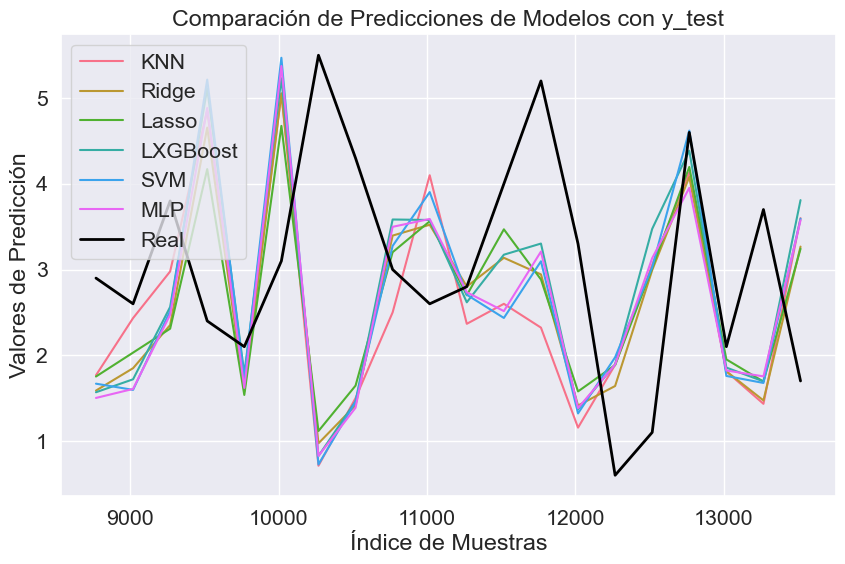 Comparación de Predicciones de Modelos con y_test
KNN
Ridge
Lasso
LXGBoost
SVM
MLP
Real
Valores de Predicción
5
4
3
2
1
9000 10000 11000 12000 13000
Índice de Muestras